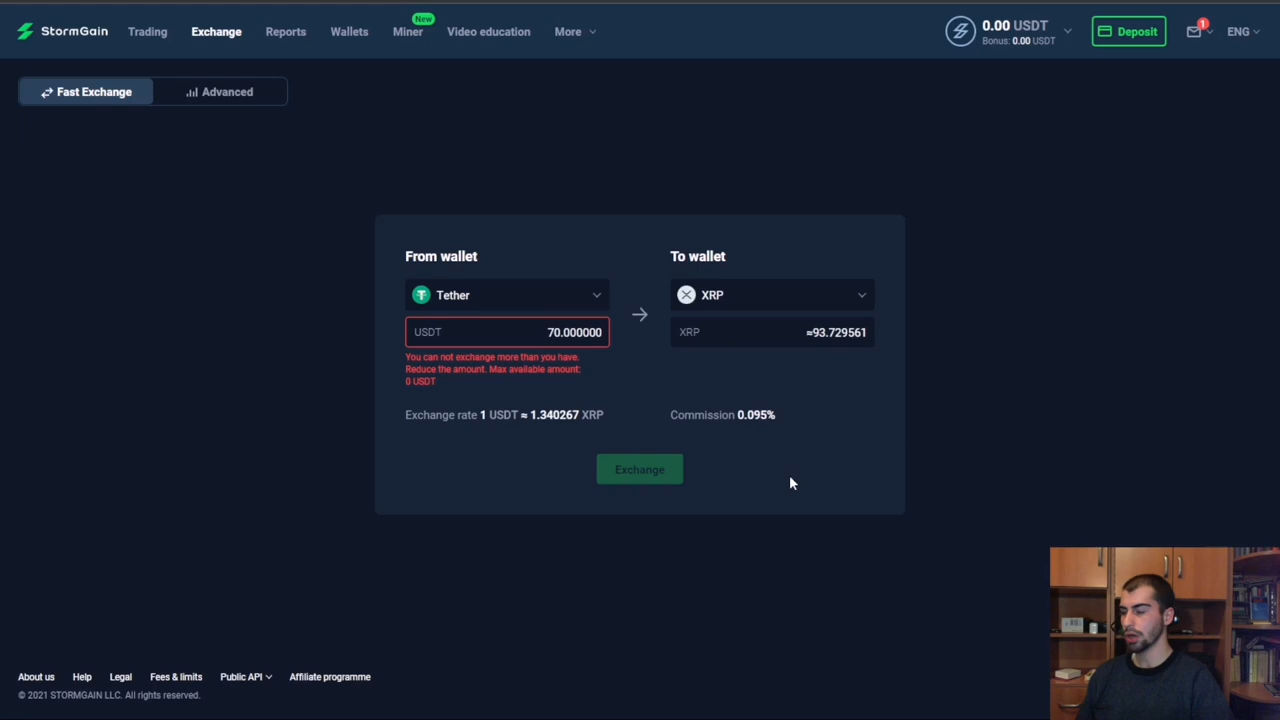 StormGain
Trading
Exchange
Reports
Wallets
New
Miner
Video education
More
0.00 USDT
Bonus: 0.00 USDT
Deposit
1
ENG
Fast Exchange
Advanced
From wallet
To wallet
Tether
XRP
USDT 70.000000
XRP ≈93.729561
You can not exchange more than you have.
Reduce the amount. Max available amount:
0 USDT
Exchange rate 1 USDT ≈ 1.340267 XRP
Commission 0.095%
Exchange
About us
Help
Legal
Fees & limits
Public API
Affiliate programme
© 2021 STORMGAIN LLC. All rights reserved.